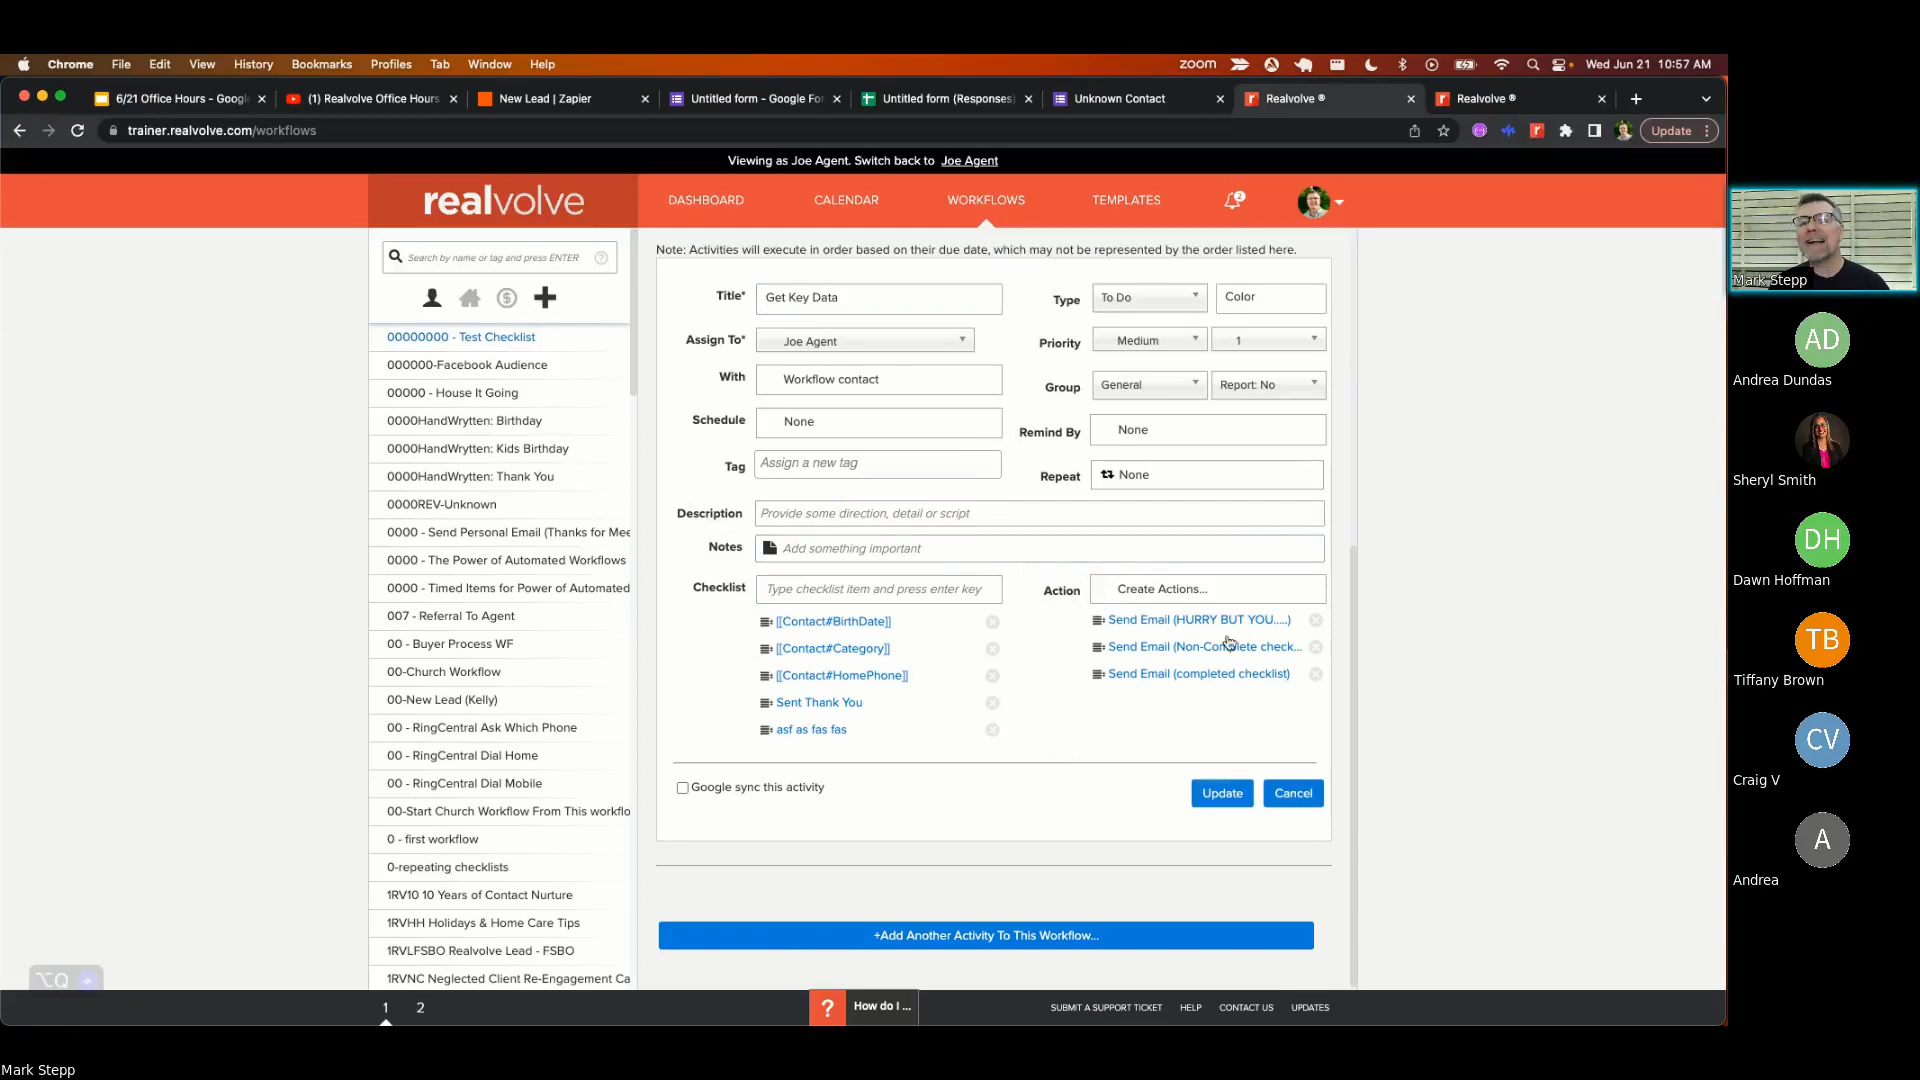 Chrome File Edit View History Bookmarks Profiles Tab Window Help zoom Wed Jun 21 10:57 AM
6/21 Office Hours - Googl
(1) Realvolve Office Hours
New Lead | Zapier
Untitled form - Google For
Untitled form (Responses)
Unknown Contact
Realvolve ®
Realvolve ®
trainer.realvolve.com/workflows
Update
Viewing as Joe Agent. Switch back to Joe Agent
realvolve
DASHBOARD
CALENDAR
WORKFLOWS
TEMPLATES
2
Search by name or tag and press ENTER
00000000 - Test Checklist
000000-Facebook Audience
00000 - House It Going
0000HandWrytten: Birthday
0000HandWrytten: Kids Birthday
0000HandWrytten: Thank You
0000REV-Unknown
0000 - Send Personal Email (Thanks for Mee
0000 - The Power of Automated Workflows
0000 - Timed Items for Power of Automated
007 - Referral To Agent
00 - Buyer Process WF
00-Church Workflow
00-New Lead (Kelly)
00 - RingCentral Ask Which Phone
00 - RingCentral Dial Home
00 - RingCentral Dial Mobile
00-Start Church Workflow From This workflo
0 - first workflow
0-repeating checklists
1RV10 10 Years of Contact Nurture
1RVHH Holidays & Home Care Tips
1RVLFSBO Realvolve Lead - FSBO
1RVNC Neglected Client Re-Engagement Ca
Note: Activities will execute in order based on their due date, which may not be represented by the order listed here.
Title* Get Key Data
Type To Do Color
Assign To* Joe Agent
Priority Medium 1
With Workflow contact
Group General Report: No
Schedule None
Remind By None
Tag Assign a new tag
Repeat None
Description Provide some direction, detail or script
Notes Add something important
Checklist Type checklist item and press enter key
Action Create Actions...
[[Contact#BirthDate]]
[[Contact#Category]]
[[Contact#HomePhone]]
Sent Thank You
asf as fas fas
Send Email (HURRY BUT YOU.....)
Send Email (Non-Complete check...
Send Email (completed checklist)
Google sync this activity
Update
Cancel
+Add Another Activity To This Workflow...
⌥Q
1 2
? How do I ...
SUBMIT A SUPPORT TICKET HELP CONTACT US UPDATES
Mark Stepp
AD
Andrea Dundas
Sheryl Smith
DH
Dawn Hoffman
TB
Tiffany Brown
CV
Craig V
A
Andrea
Mark Stepp